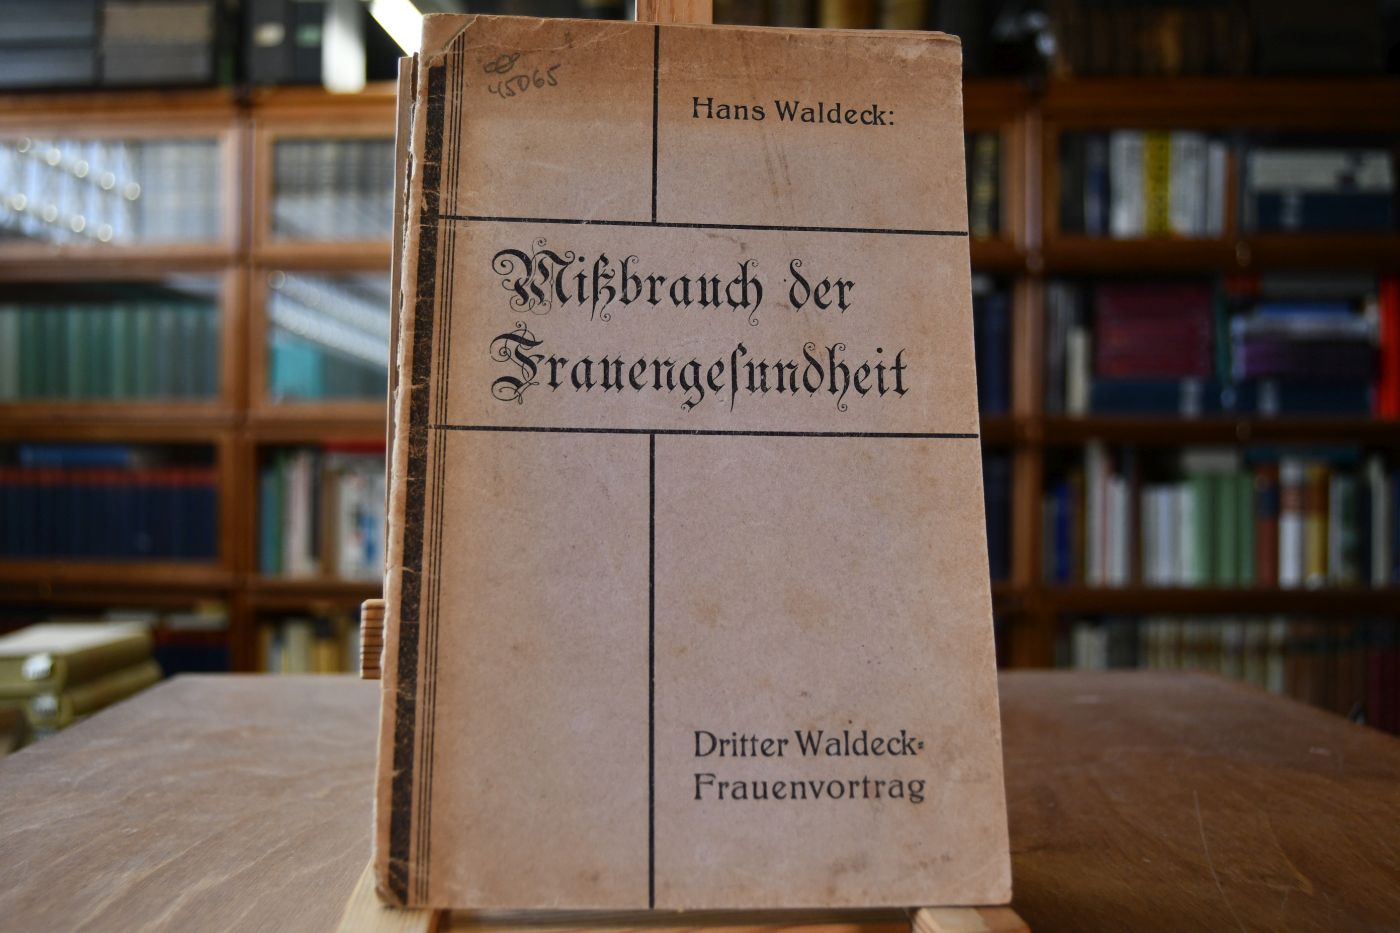 45065
Hans Waldeck:
Mißbrauch der
Frauengeſundheit
Dritter Waldeck=
Frauenvortrag